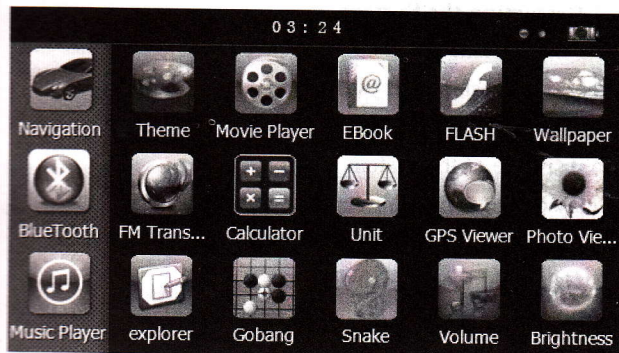 03:24
Navigation Theme Movie Player EBook FLASH Wallpaper
BlueTooth FM Trans... Calculator Unit GPS Viewer Photo Vie...
Music Player explorer Gobang Snake Volume Brightness